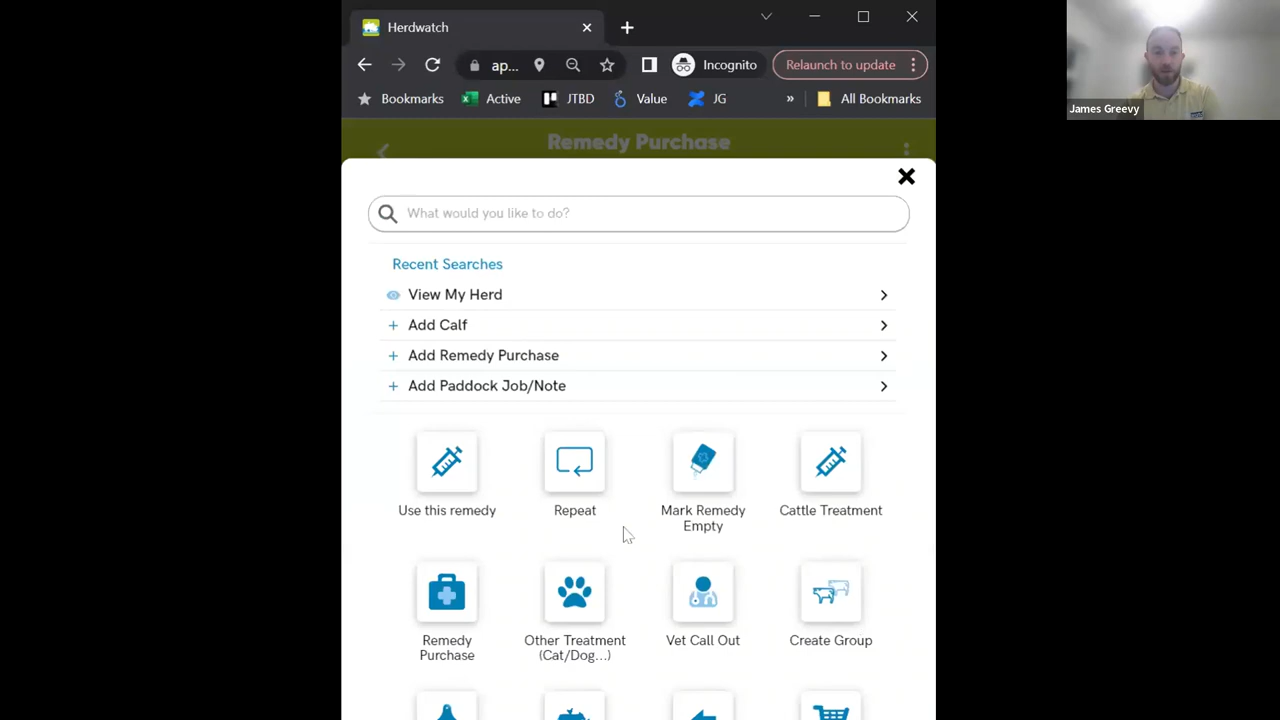 Herdwatch
ap...
Incognito
Relaunch to update
Bookmarks
Active
JTBD
Value
JG
»
All Bookmarks
Remedy Purchase
James Greevy
What would you like to do?
Recent Searches
View My Herd
Add Calf
Add Remedy Purchase
Add Paddock Job/Note
Use this remedy
Repeat
Mark Remedy
Empty
Cattle Treatment
Remedy
Purchase
Other Treatment
(Cat/Dog...)
Vet Call Out
Create Group